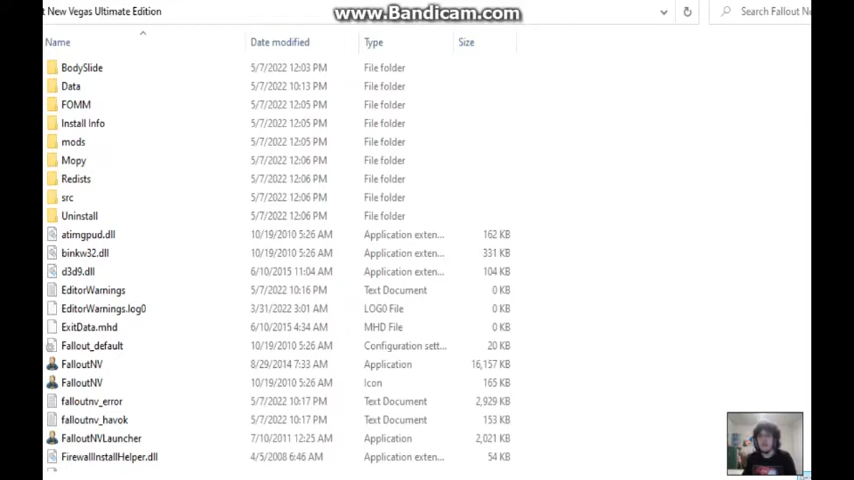 t New Vegas Ultimate Edition
www.Bandicam.com
Search Fallout N
Name Date modified Type Size
BodySlide 5/7/2022 12:03 PM File folder
Data 5/7/2022 10:13 PM File folder
FOMM 5/7/2022 12:05 PM File folder
Install Info 5/7/2022 12:05 PM File folder
mods 5/7/2022 12:05 PM File folder
Mopy 5/7/2022 12:06 PM File folder
Redists 5/7/2022 12:06 PM File folder
src 5/7/2022 12:06 PM File folder
Uninstall 5/7/2022 12:06 PM File folder
atimgpud.dll 10/19/2010 5:26 AM Application exten... 162 KB
binkw32.dll 10/19/2010 5:26 AM Application exten... 331 KB
d3d9.dll 6/10/2015 11:04 AM Application exten... 104 KB
EditorWarnings 5/7/2022 10:16 PM Text Document 0 KB
EditorWarnings.log0 3/31/2022 3:01 AM LOG0 File 0 KB
ExitData.mhd 6/10/2015 4:34 AM MHD File 0 KB
Fallout_default 10/19/2010 5:26 AM Configuration sett... 20 KB
FalloutNV 8/29/2014 7:33 AM Application 16,157 KB
FalloutNV 10/19/2010 5:26 AM Icon 165 KB
falloutnv_error 5/7/2022 10:17 PM Text Document 2,929 KB
falloutnv_havok 5/7/2022 10:17 PM Text Document 153 KB
FalloutNVLauncher 7/10/2011 12:25 AM Application 2,021 KB
FirewallInstallHelper.dll 4/5/2008 6:46 AM Application exten... 54 KB